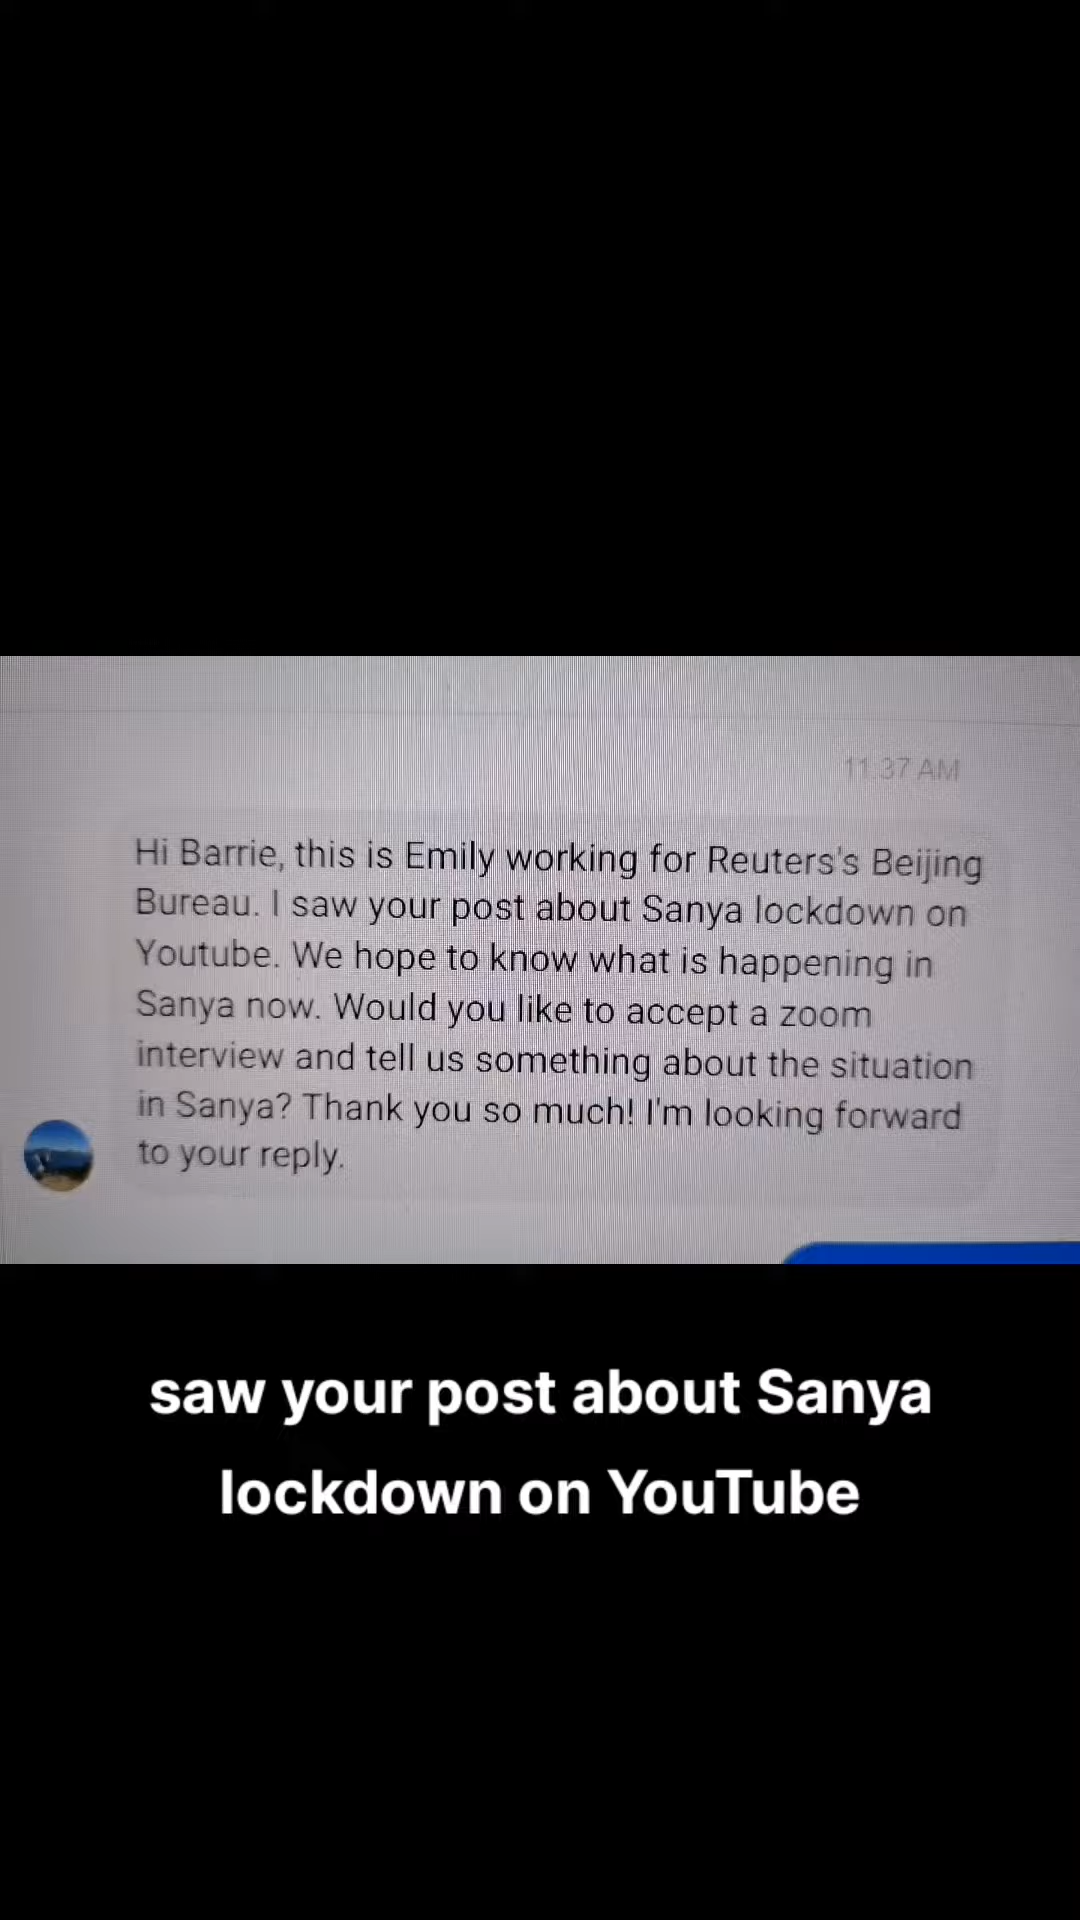 11:37 AM
Hi Barrie, this is Emily working for Reuters's Beijing
Bureau. I saw your post about Sanya lockdown on
Youtube. We hope to know what is happening in
Sanya now. Would you like to accept a zoom
interview and tell us something about the situation
in Sanya? Thank you so much! I'm looking forward
to your reply.
saw your post about Sanya
lockdown on YouTube